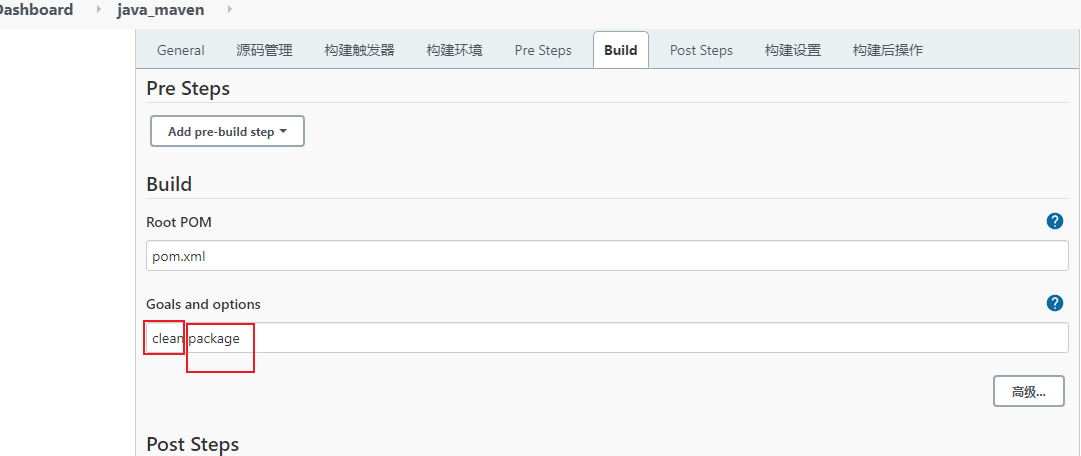 Dashboard java_maven
General 源码管理 构建触发器 构建环境 Pre Steps Build Post Steps 构建设置 构建后操作
Pre Steps
Add pre-build step
Build
Root POM
pom.xml
Goals and options
clean package
高级...
Post Steps